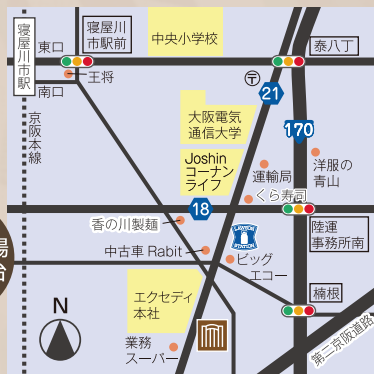 寝屋川
市駅前
中央小学校
泰八丁
寝屋川市駅
東口
王将
南口
京阪本線
〒
21
大阪電気
通信大学
170
Joshin
コーナン
ライフ
運輸局
洋服の
青山
くら寿司
18
香の川製麺
陸運
事務所南
LAWSON
STATION
中古車 Rabit
ビッグ
エコー
場
台
エクセディ
本社
楠根
N
業務
スーパー
第二京阪道路